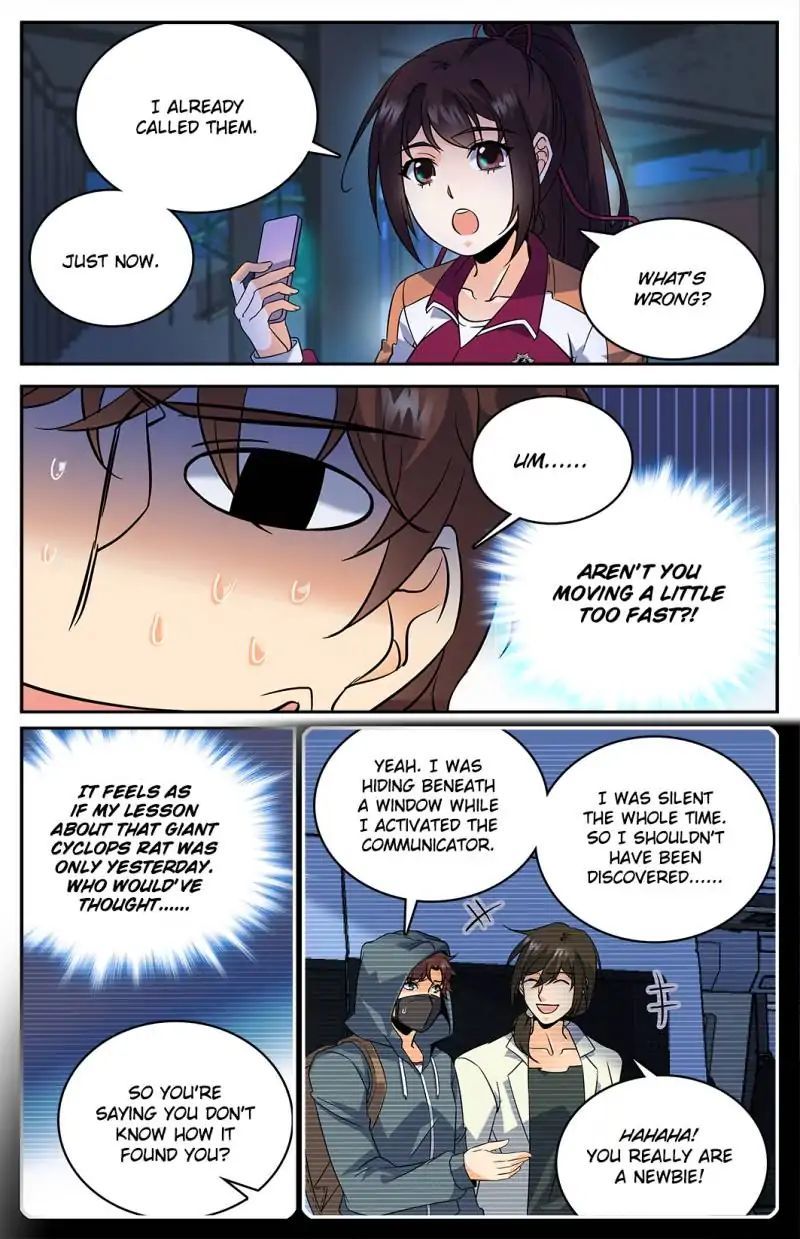 I ALREADY
CALLED THEM.
JUST NOW.
WHAT'S
WRONG?
UM......
AREN'T YOU
MOVING A LITTLE
TOO FAST?!
IT FEELS AS
IF MY LESSON
ABOUT THAT GIANT
CYCLOPS RAT WAS
ONLY YESTERDAY.
WHO WOULD'VE
THOUGHT......
SO YOU'RE
SAYING YOU DON'T
KNOW HOW IT
FOUND YOU?
YEAH. I WAS
HIDING BENEATH
A WINDOW WHILE
I ACTIVATED THE
COMMUNICATOR.
I WAS SILENT
THE WHOLE TIME.
SO I SHOULDN'T
HAVE BEEN
DISCOVERED......
HAHAHA!
YOU REALLY ARE
A NEWBIE!